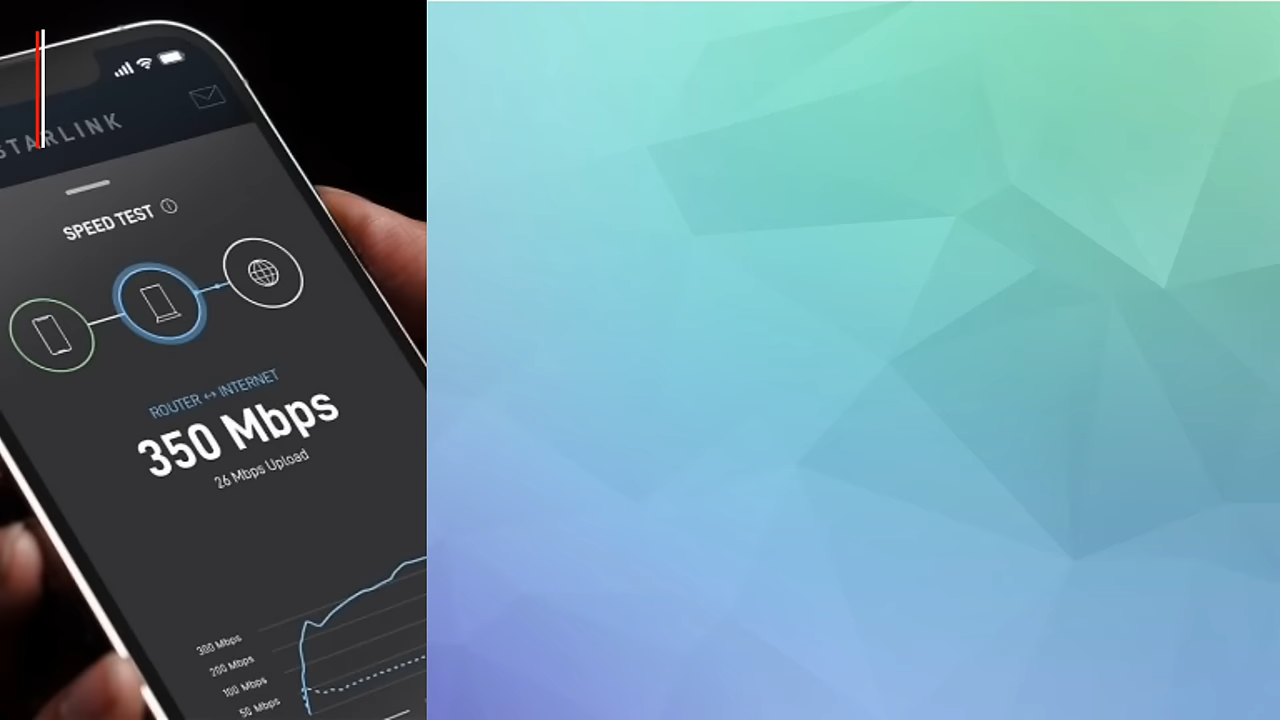 STARLINK
SPEED TEST
ROUTER ↔ INTERNET
350 Mbps
26 Mbps Upload
300 Mbps
200 Mbps
100 Mbps
50 Mbps